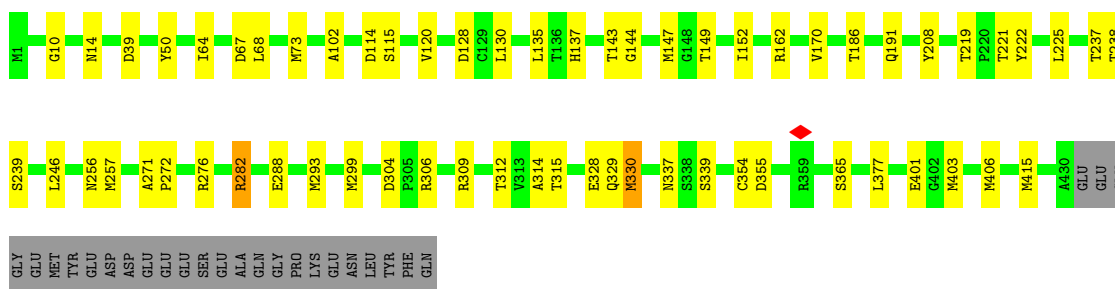 M1 G10 N14 D39 Y50 I64 D67 L68 M73 A102 D114 S115 V120 D128 C129 L130 L135 T136 H137 T143 G144 M147 G148 T149 I152 R162 V170 T186 Q191 Y208 T219 P220 T221 Y222 L225 T237 T238
S239 L246 N256 M257 A271 P272 R276 R282 E288 M293 M299 D304 P305 R306 R309 T312 V313 A314 T315 E328 Q329 M330 N337 S338 S339 C354 D355 R359 S365 L377 E401 G402 M403 M406 M415 A430 GLU GLU
GLY GLU MET TYR GLU ASP ASP GLU GLU GLU SER GLU ALA GLN GLY PRO LYS GLU ASN LEU TYR PHE GLN